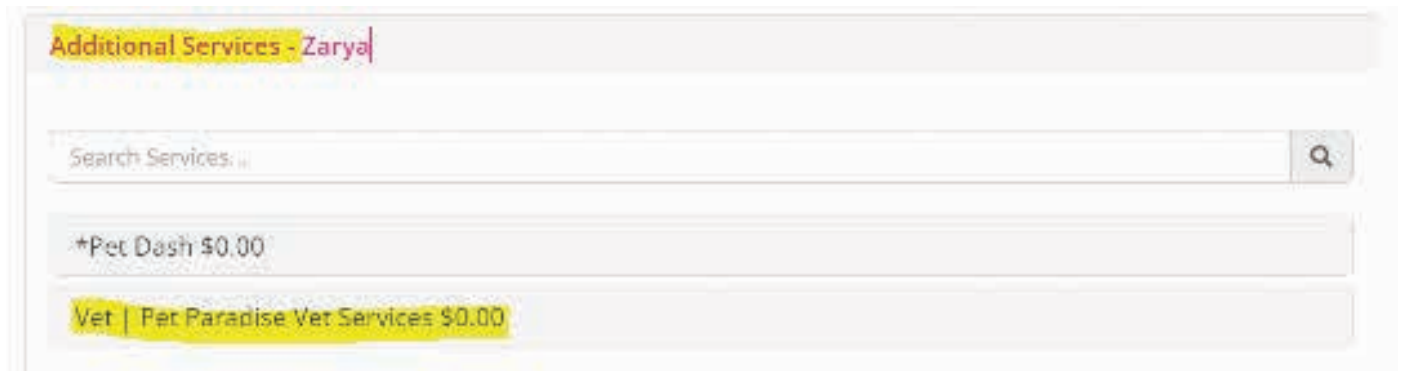 Additional Services - Zarya
Search Services...
*Pet Dash $0.00
Vet | Pet Paradise Vet Services $0.00